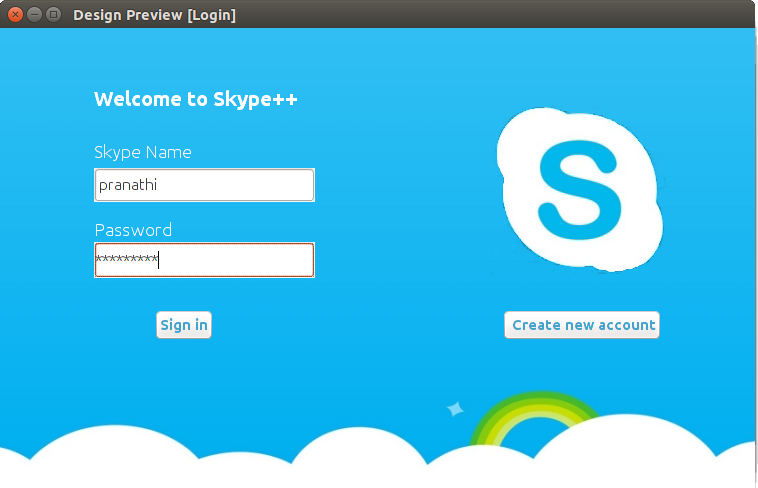 Design Preview [Login]
Welcome to Skype++
Skype Name
pranathi
Password
*********
Sign in
Create new account
S